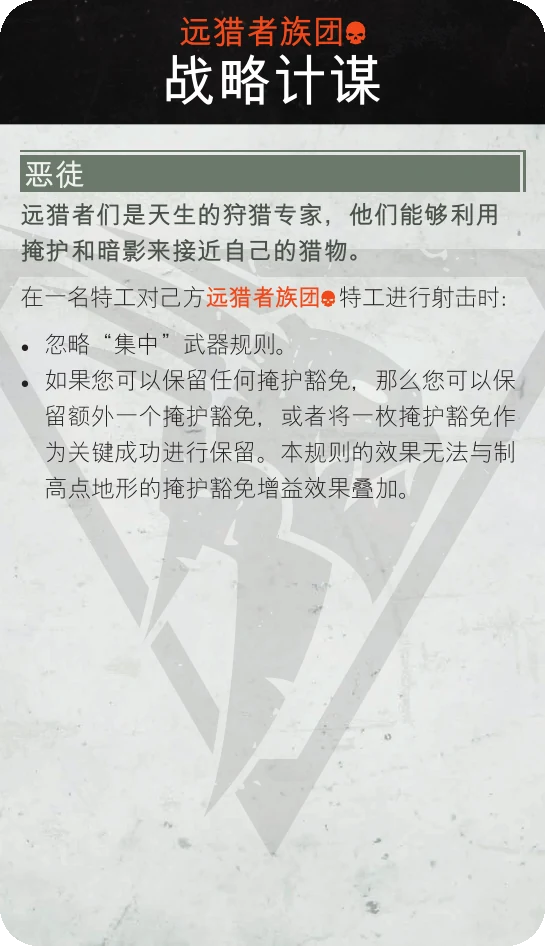 远猎者族团
战略计谋
恶徒
远猎者们是天生的狩猎专家，他们能够利用
掩护和暗影来接近自己的猎物。
在一名特工对己方远猎者族团特工进行射击时:
• 忽略“集中”武器规则。
• 如果您可以保留任何掩护豁免，那么您可以保
留额外一个掩护豁免，或者将一枚掩护豁免作
为关键成功进行保留。本规则的效果无法与制
高点地形的掩护豁免增益效果叠加。